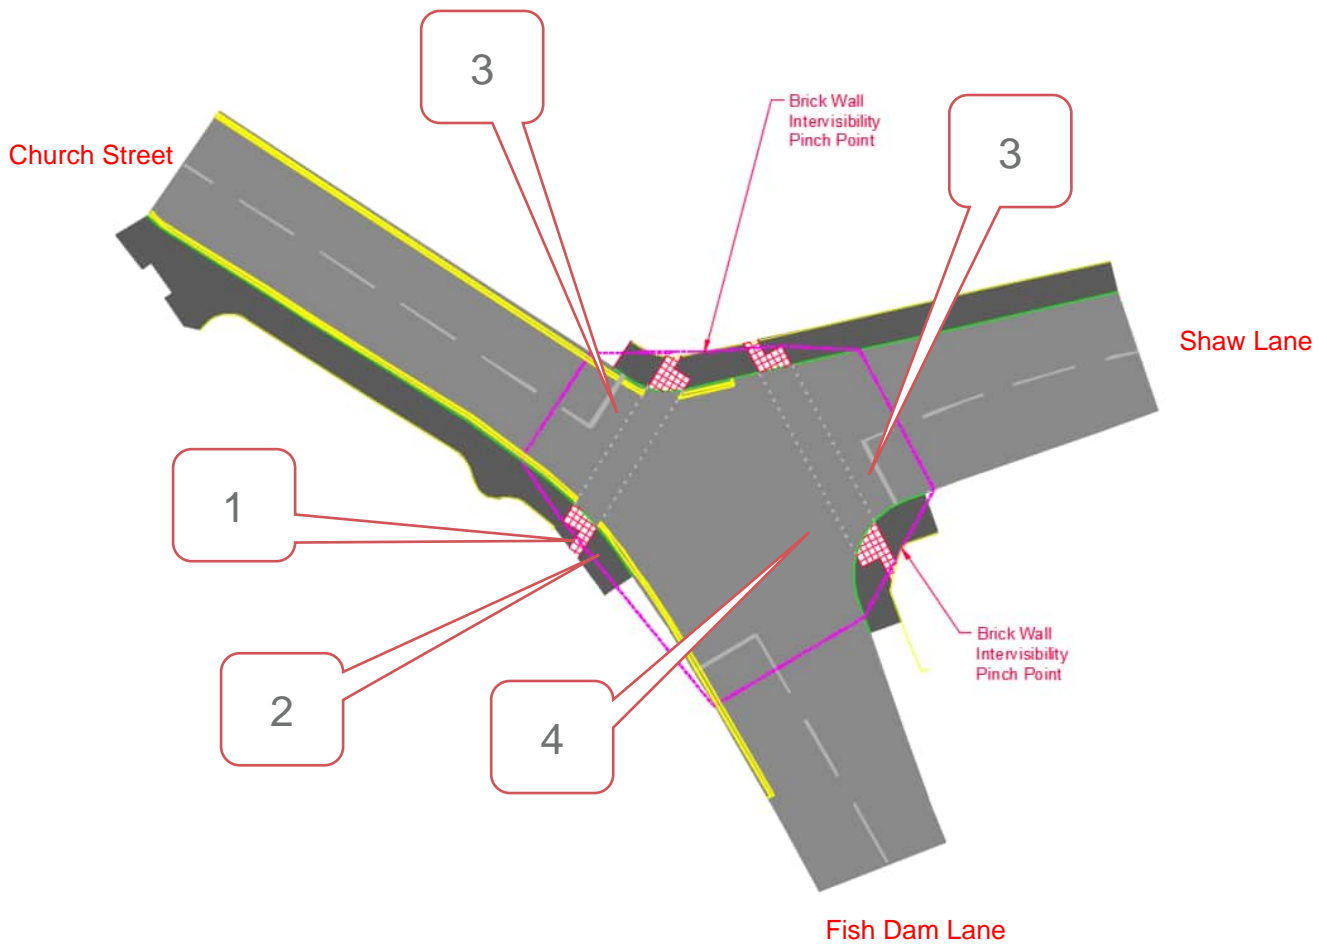 3
Brick Wall
Intervisibility
Pinch Point
3
Church Street
Shaw Lane
1
2
4
Brick Wall
Intervisibility
Pinch Point
Fish Dam Lane